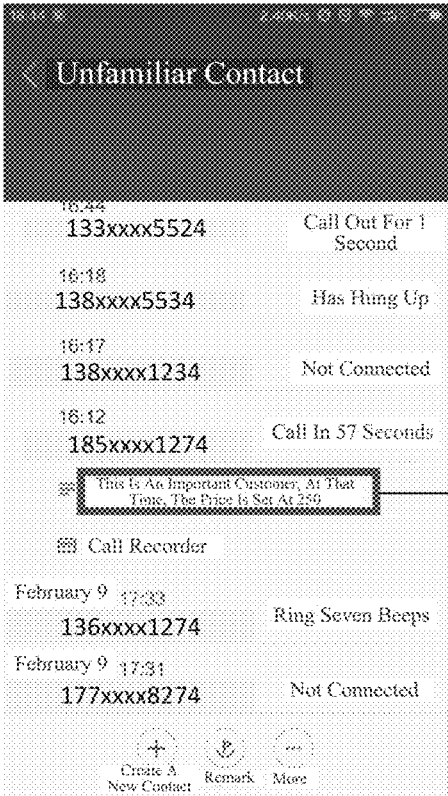 Unfamiliar Contact
16:44
133xxxx5524
Call Out For 1
Second
16:18
138xxxx5534
Has Hung Up
16:17
138xxxx1234
Not Connected
16:12
185xxxx1274
Call In 57 Seconds
This Is An Important Customer, At That
Time, The Price Is Set At 250
Call Recorder
February 9 17:33
136xxxx1274
Ring Seven Beeps
February 9 17:31
177xxxx8274
Not Connected
Create A
New Contact
Remark
More